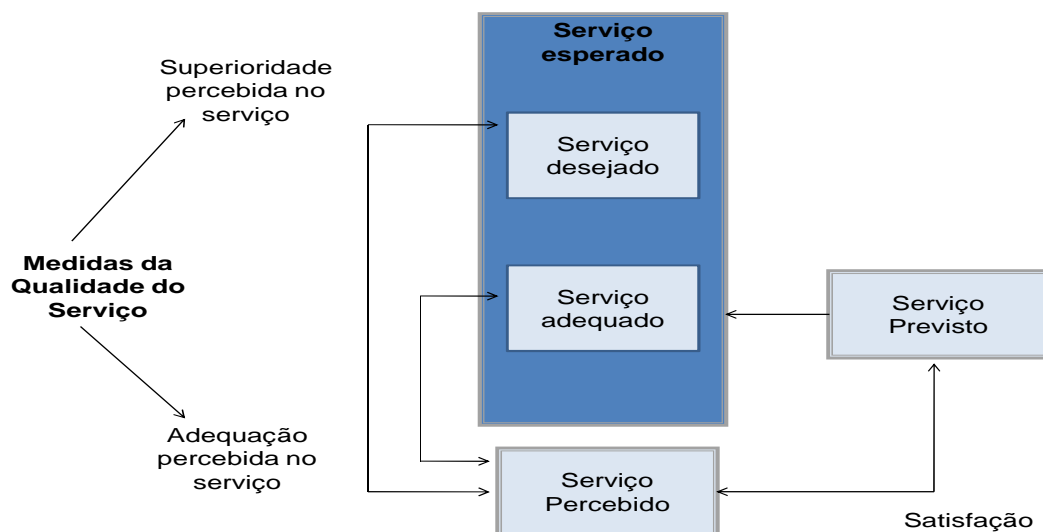 Serviço
esperado
Superioridade
percebida no
serviço
Serviço
desejado
Medidas da
Qualidade do
Serviço
Serviço
adequado
Serviço
Previsto
Adequação
percebida no
serviço
Serviço
Percebido
Satisfação